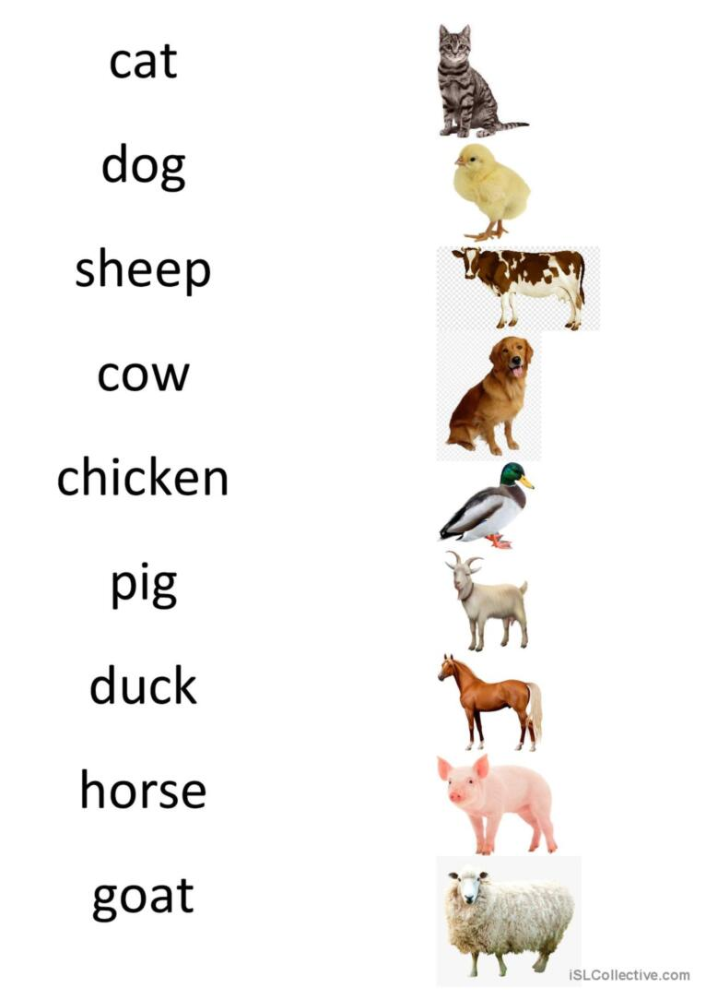 cat
dog
sheep
cow
chicken
pig
duck
horse
goat
iSLCollective.com